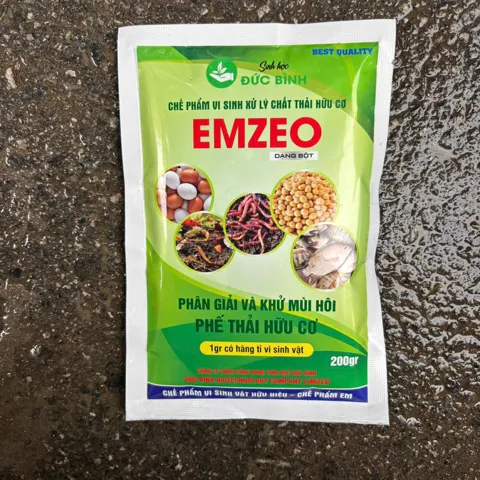 BEST QUALITY
Sinh học
ĐỨC BÌNH
CHẾ PHẨM VI SINH XỬ LÝ CHẤT THẢI HỮU CƠ
EMZEO
DẠNG BỘT
PHÂN GIẢI VÀ KHỬ MÙI HÔI
PHẾ THẢI HỮU CƠ
1gr có hàng tỉ vi sinh vật
200gr
CHẾ PHẨM VI SINH VẬT HỮU HIỆU - CHẾ PHẨM EM